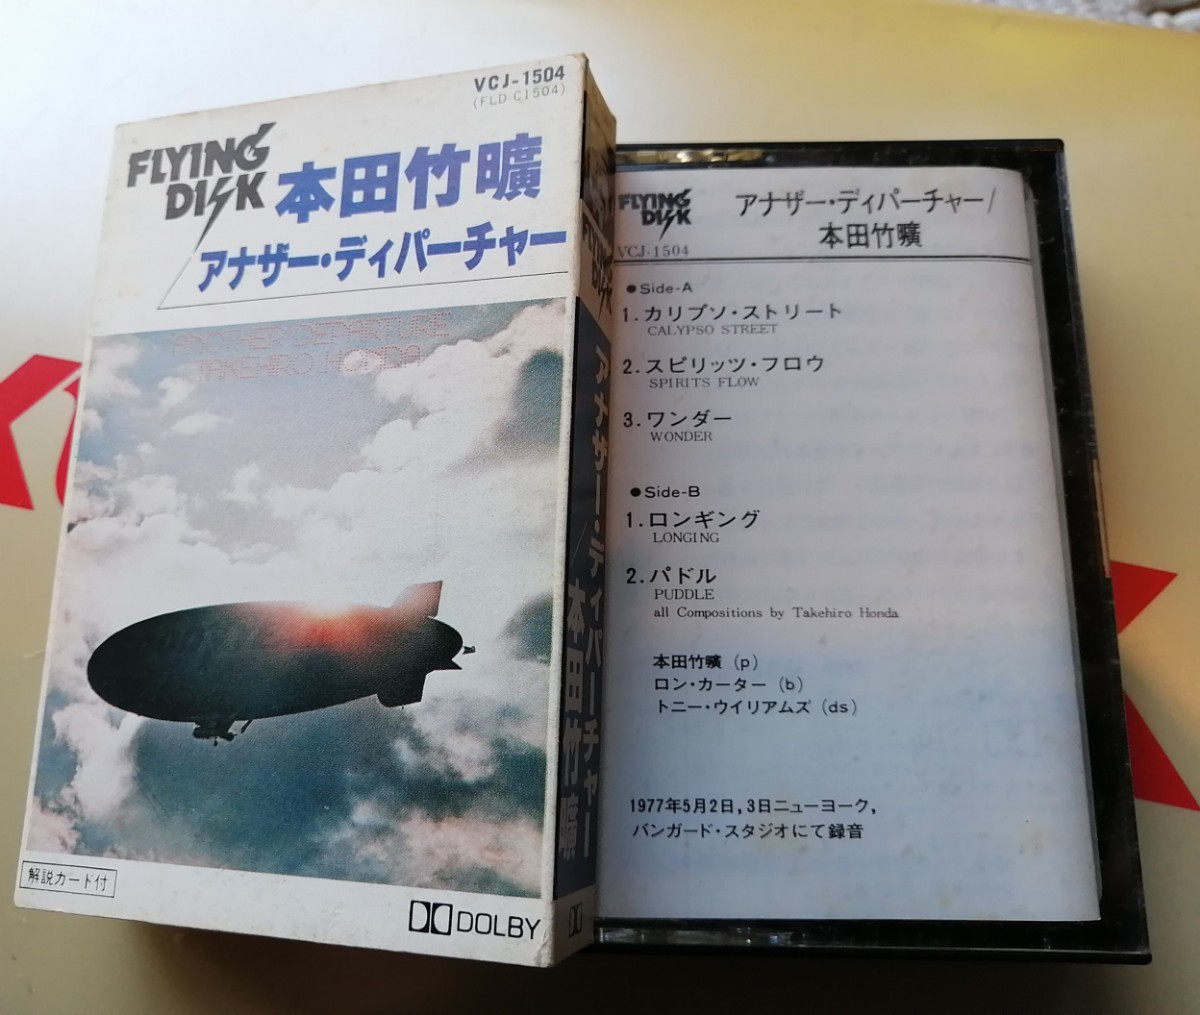 VCJ-1504
(FLD-C1504)
FLYING
DISK
本田竹曠
アナザー・ディパーチャー
ANOTHER DEPARTURE
TAKEHIRO HONDA
解説カード付
DOLBY
FLYING
DISK
アナザー・ディパーチャー/本田竹曠
FLYING
DISK
VCJ-1504
アナザー・ディパーチャー/
本田竹曠
●Side-A
1.カリプソ・ストリート
CALYPSO STREET
2.スピリッツ・フロウ
SPIRITS FLOW
3.ワンダー
WONDER
●Side-B
1.ロンギング
LONGING
2.パドル
PUDDLE
all Compositions by Takehiro Honda
本田竹曠(p)
ロン・カーター(b)
トニー・ウイリアムズ(ds)
1977年5月2日,3日ニューヨーク,
バンガード・スタジオにて録音